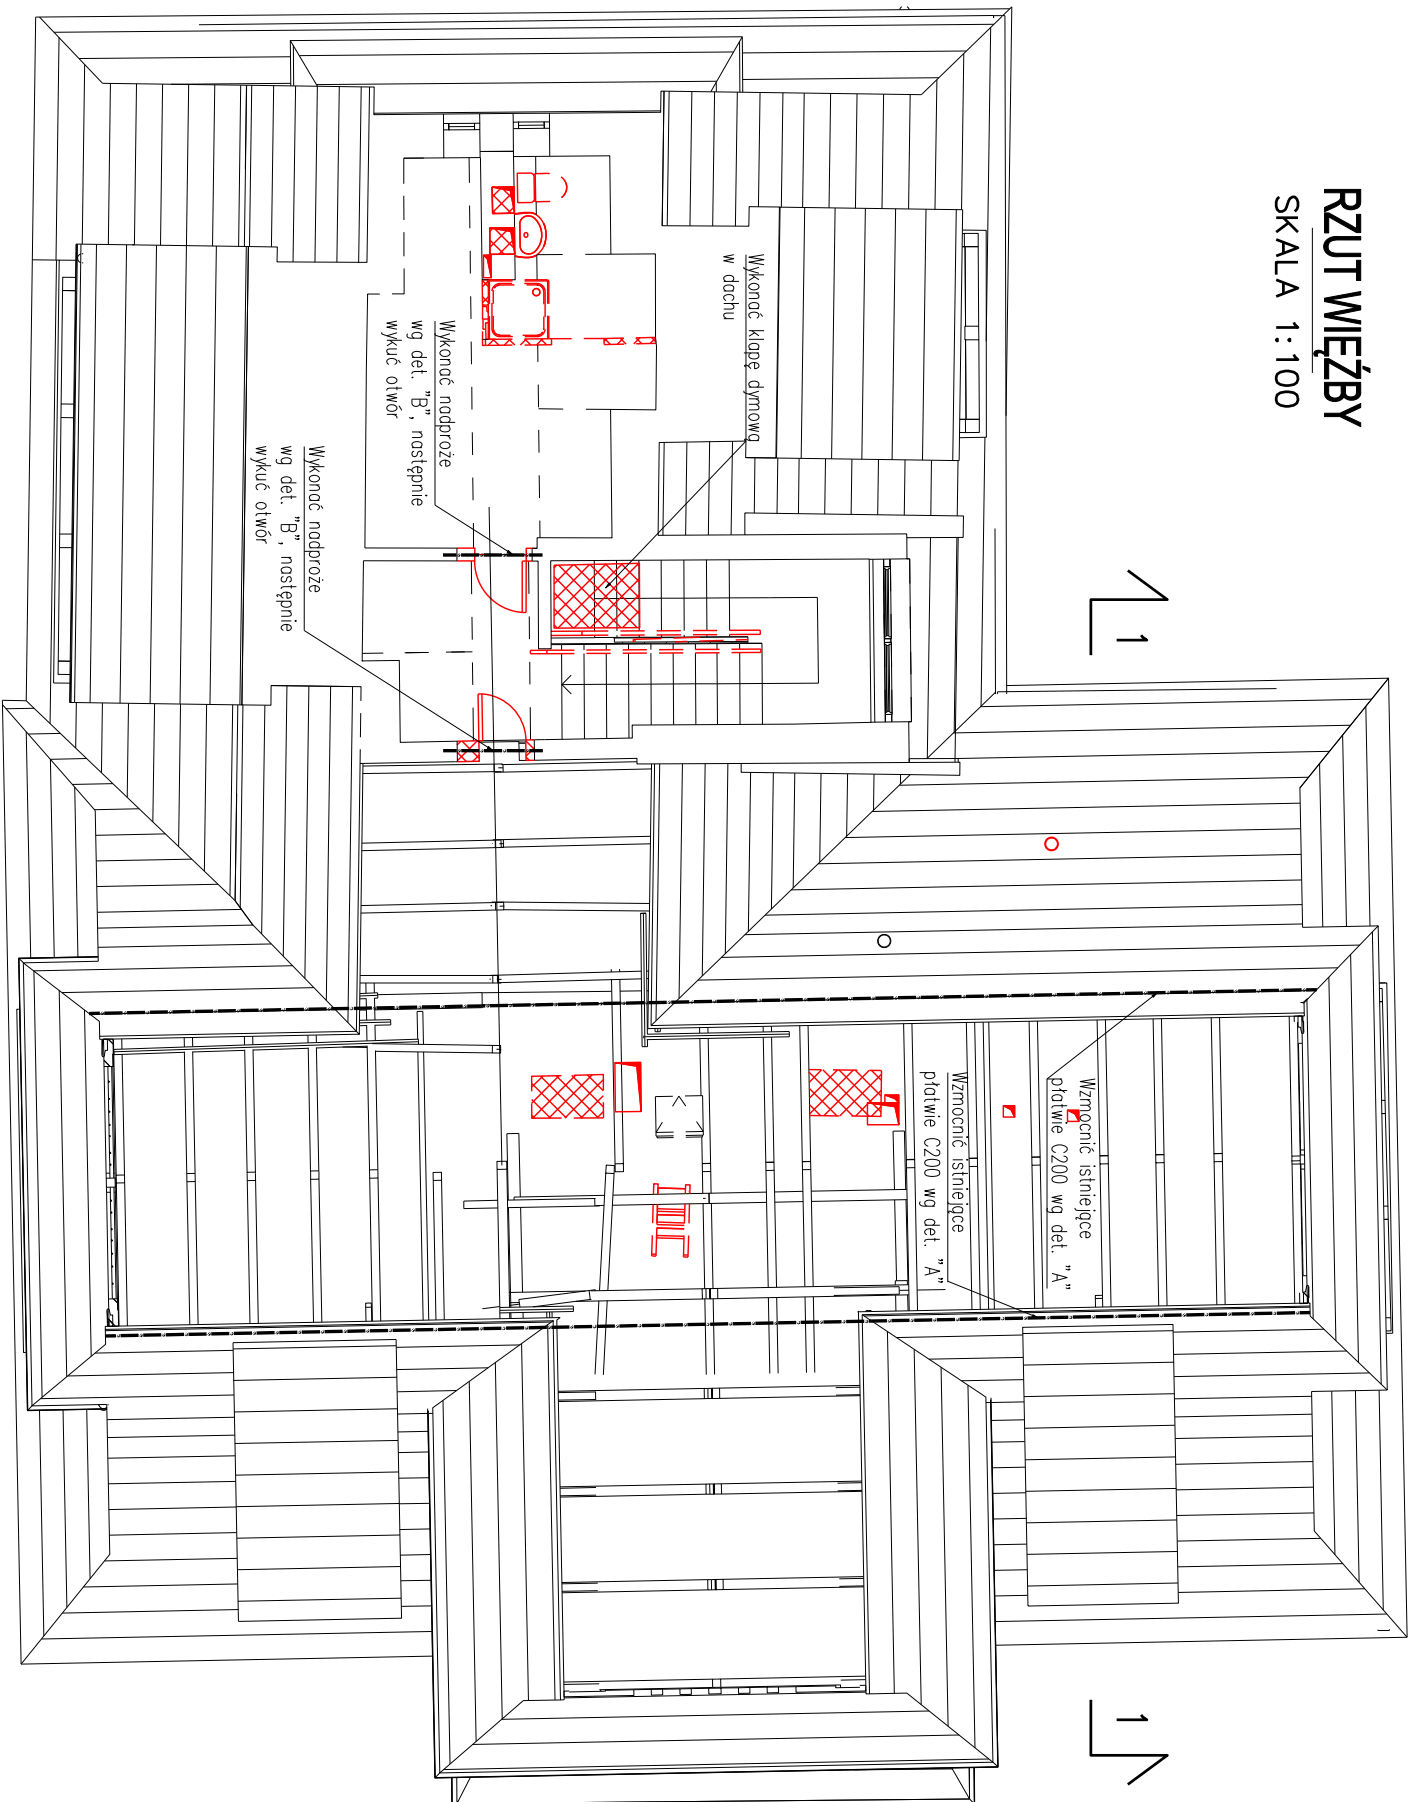 RZUT WIĘŹBY
SKALA 1:100
1
1
Wykonać klapę dymową
w dachu
Wykonać nadproże
wg det. "B", następnie
wykuć otwór
Wykonać nadproże
wg det. "B", następnie
wykuć otwór
Wzmocnić istniejące
płatwie C200 wg det. "A"
Wzmocnić istniejące
płatwie C200 wg det. "A"